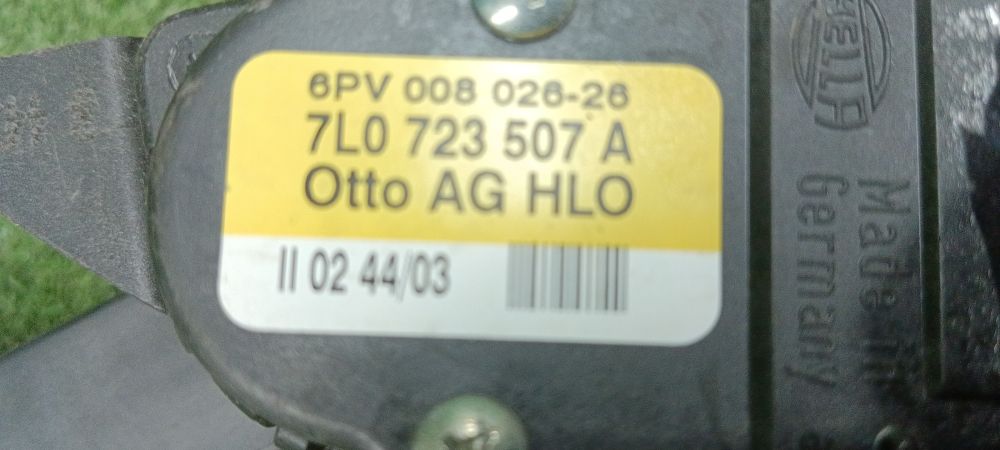 6PV 008 026-26
7L0 723 507 A
Otto AG HLO
II 02 44/03
HELLA
Made in
Germany